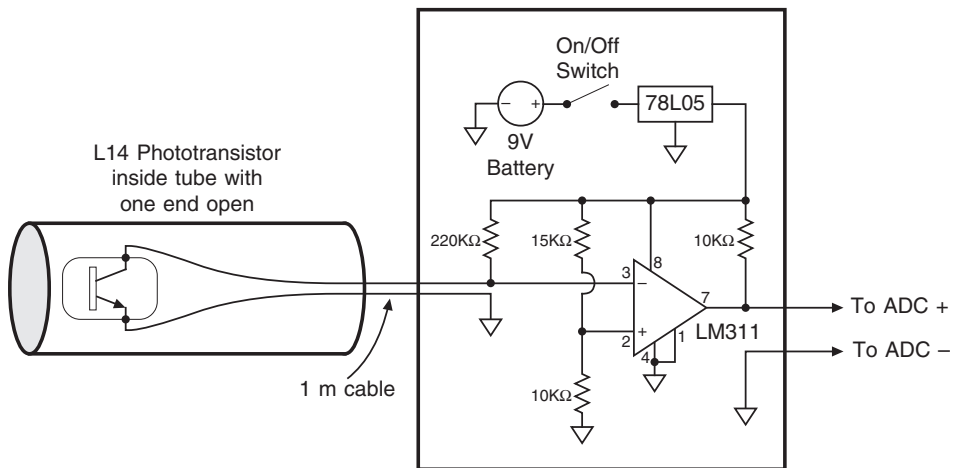 On/Off
Switch
78L05
−
+
9V
Battery
L14 Phototransistor
inside tube with
one end open
220KΩ
15KΩ
10KΩ
8
3
−
7
To ADC +
+
2
4
1
LM311
To ADC −
1 m cable
10KΩ